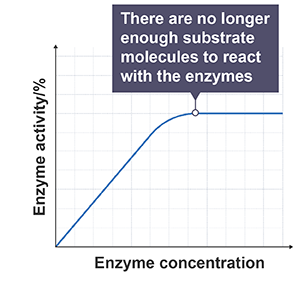 There are no longer
enough substrate
molecules to react
with the enzymes
Enzyme activity/%
Enzyme concentration